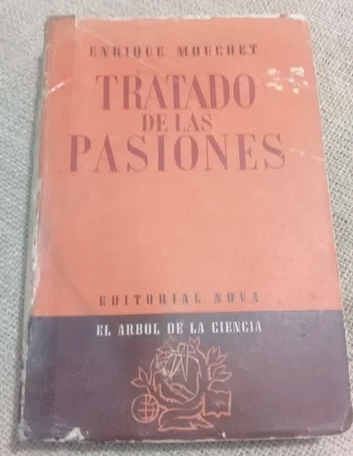 ENRIQUE MOUCHET
TRATADO
DE LAS
PASIONES
EDITORIAL NOVA
EL ARBOL DE LA CIENCIA